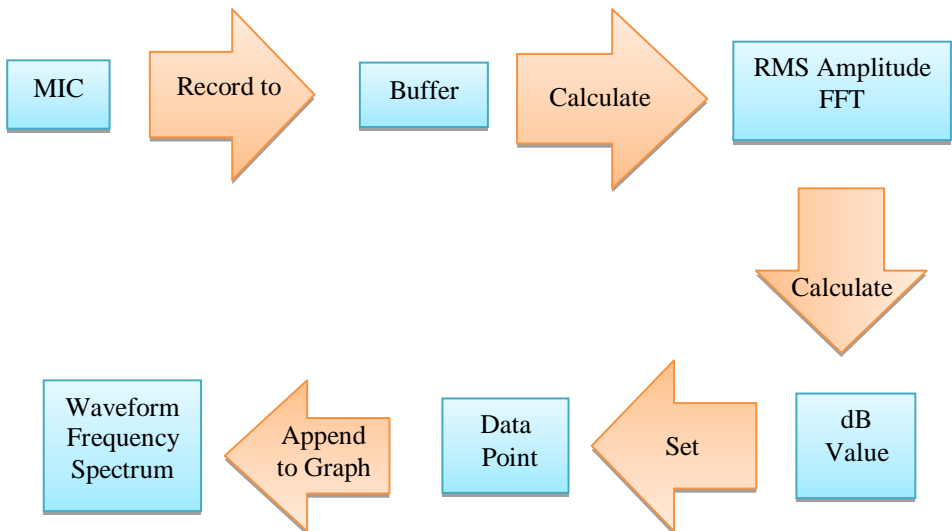 MIC
Record to
Buffer
Calculate
RMS Amplitude
FFT
Calculate
dB
Value
Set
Data
Point
Append
to Graph
Waveform
Frequency
Spectrum